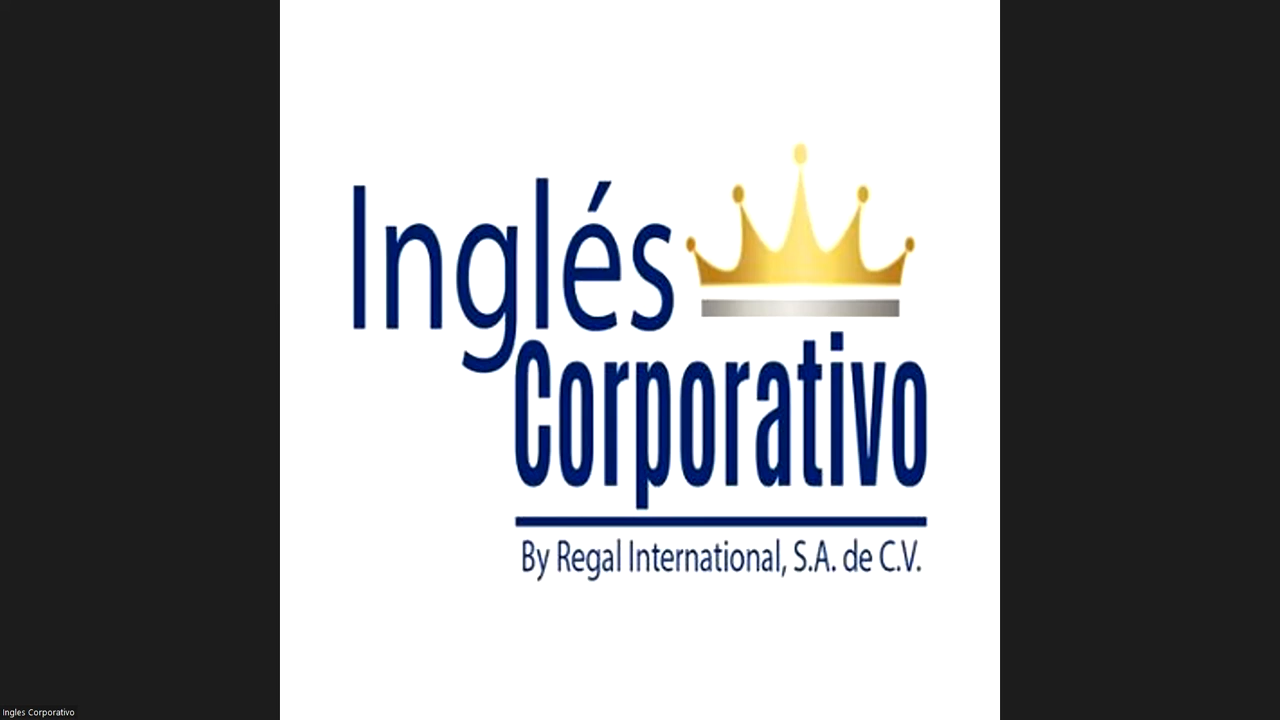 Inglés
Corporativo
By Regal International, S.A. de C.V.
Ingles Corporativo